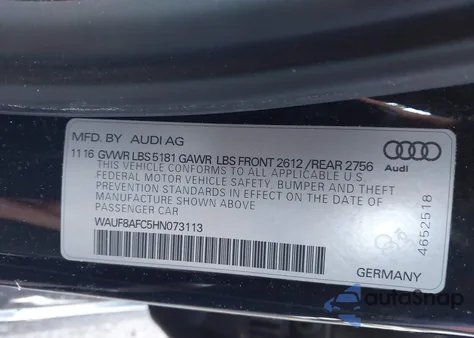 MFD. BY AUDI AG
11 16 GVWR LBS 5181 GAWR LBS FRONT 2612 /REAR 2756
THIS VEHICLE CONFORMS TO ALL APPLICABLE
FEDERAL MOTOR VEHICLE SAFETY, BUMPER AND THEFT
PREVENTION STANDARDS IN EFFECT ON THE DATE OF
MANUFACTURE SHOWN ABOVE
PASSENGER CAR
WAUF8AFC5HN073113
Audi
4652518
GERMANY
autoSnap